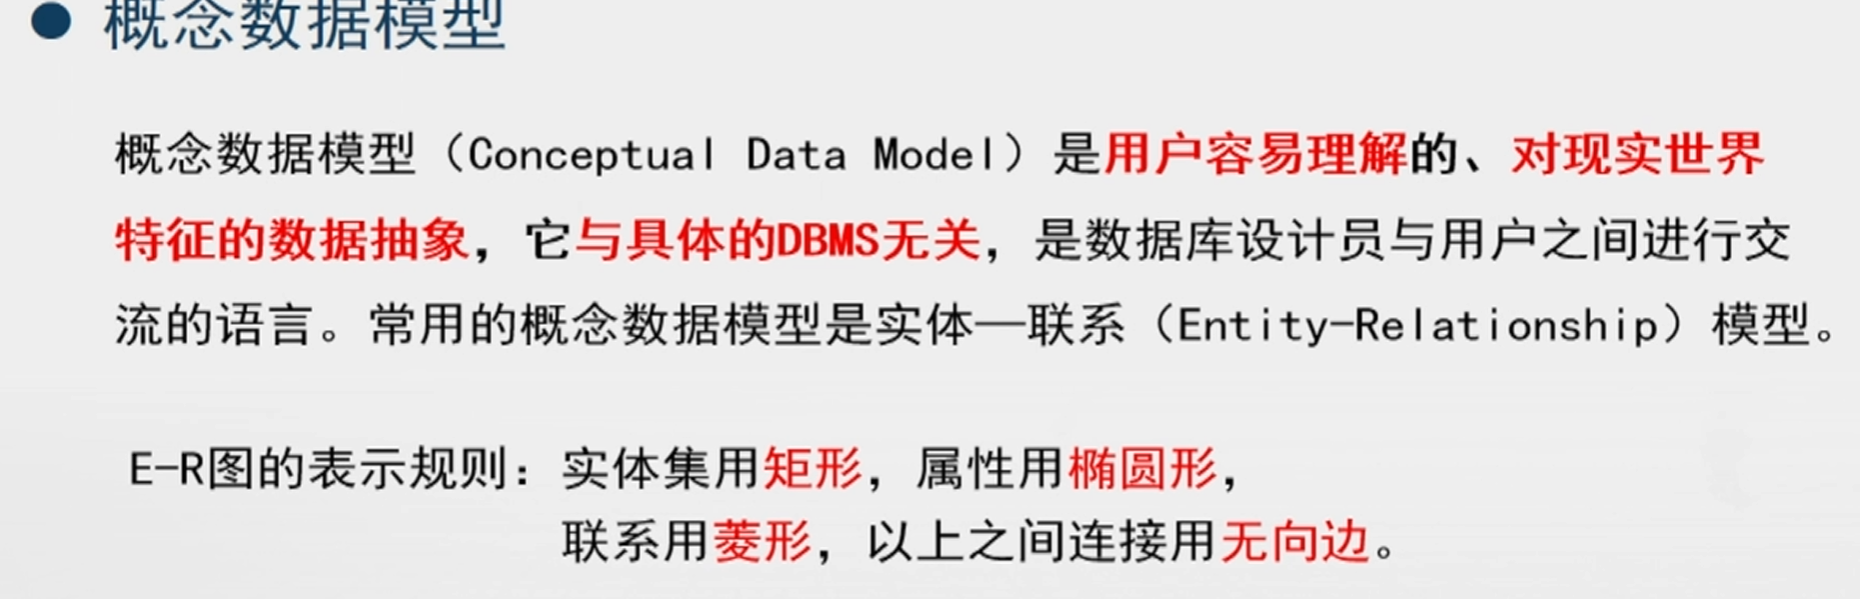 ● 概念数据模型
概念数据模型（Conceptual Data Model）是用户容易理解的、对现实世界
特征的数据抽象，它与具体的DBMS无关，是数据库设计员与用户之间进行交
流的语言。常用的概念数据模型是实体—联系（Entity-Relationship）模型。
E-R图的表示规则：实体集用矩形，属性用椭圆形，
联系用菱形，以上之间连接用无向边。